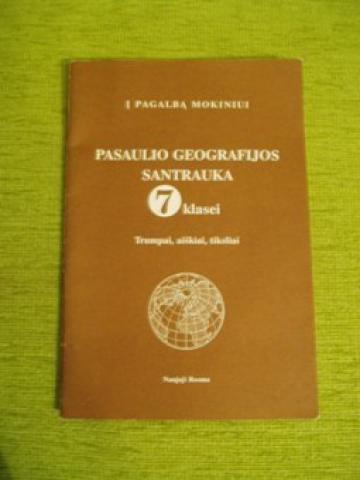 Į PAGALBĄ MOKINIUI
PASAULIO GEOGRAFIJOS
SANTRAUKA
7 klasei
Trumpai, aiškiai, tiksliai
Naujoji Rosma